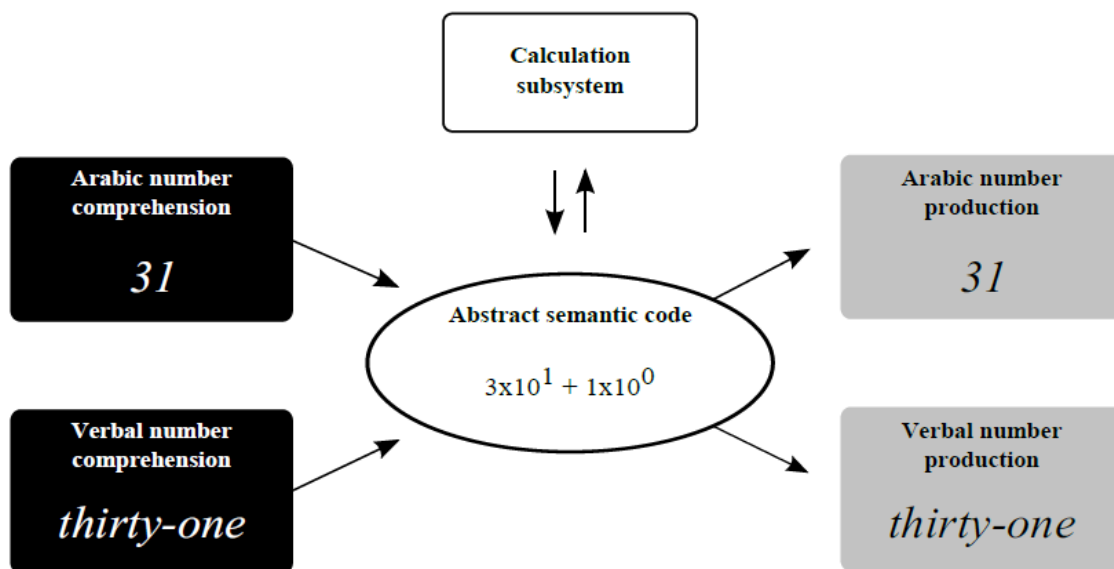 Calculation
subsystem
Arabic number
comprehension
31
Arabic number
production
31
Abstract semantic code
3x10¹ + 1x10⁰
Verbal number
comprehension
thirty-one
Verbal number
production
thirty-one